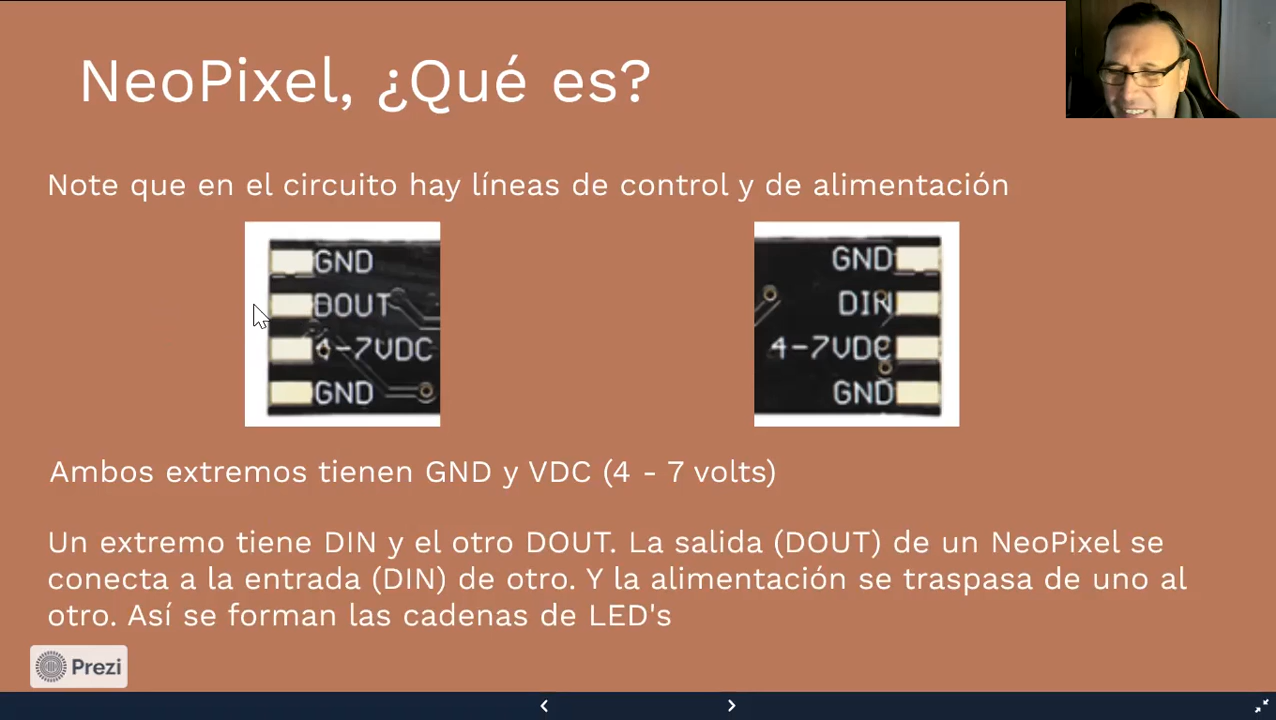 NeoPixel, ¿Qué es?
Note que en el circuito hay líneas de control y de alimentación
GND
DOUT
4-7VDC
GND
GND
DIN
4-7VDC
GND
Ambos extremos tienen GND y VDC (4 - 7 volts)
Un extremo tiene DIN y el otro DOUT. La salida (DOUT) de un NeoPixel se
conecta a la entrada (DIN) de otro. Y la alimentación se traspasa de uno al
otro. Así se forman las cadenas de LED's
Prezi